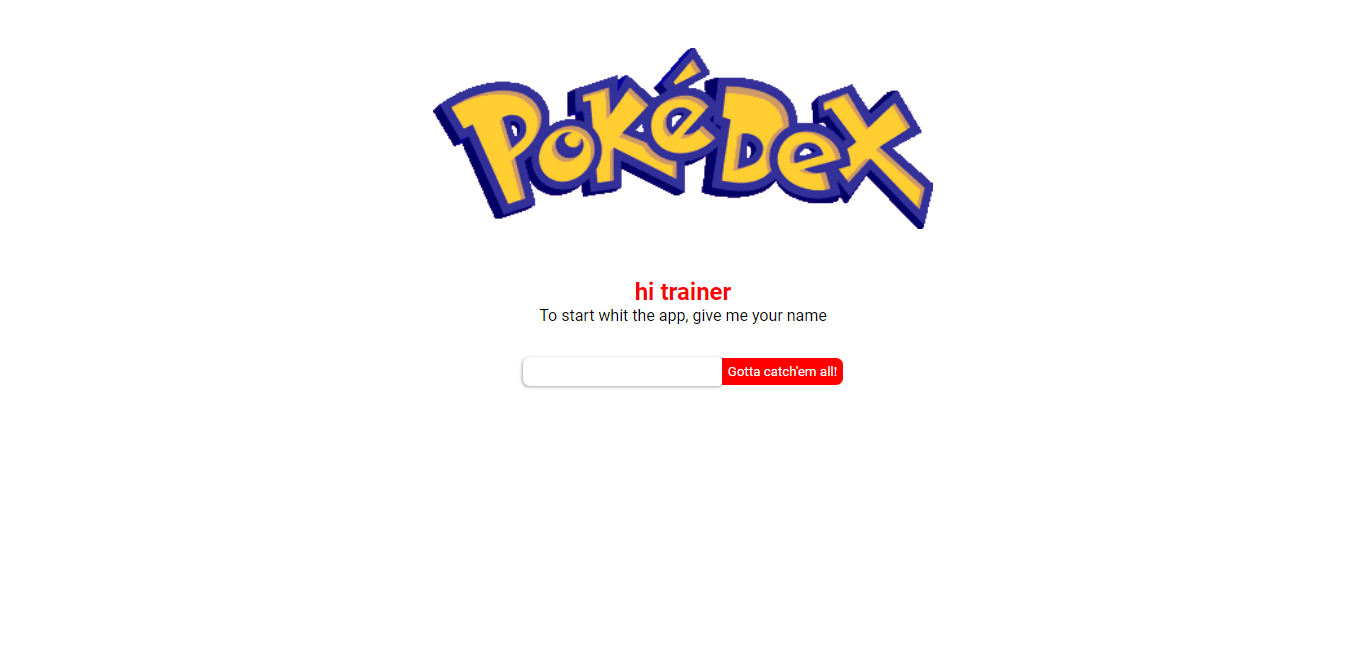 PoKéDex
hi trainer
To start whit the app, give me your name
Gotta catch'em all!